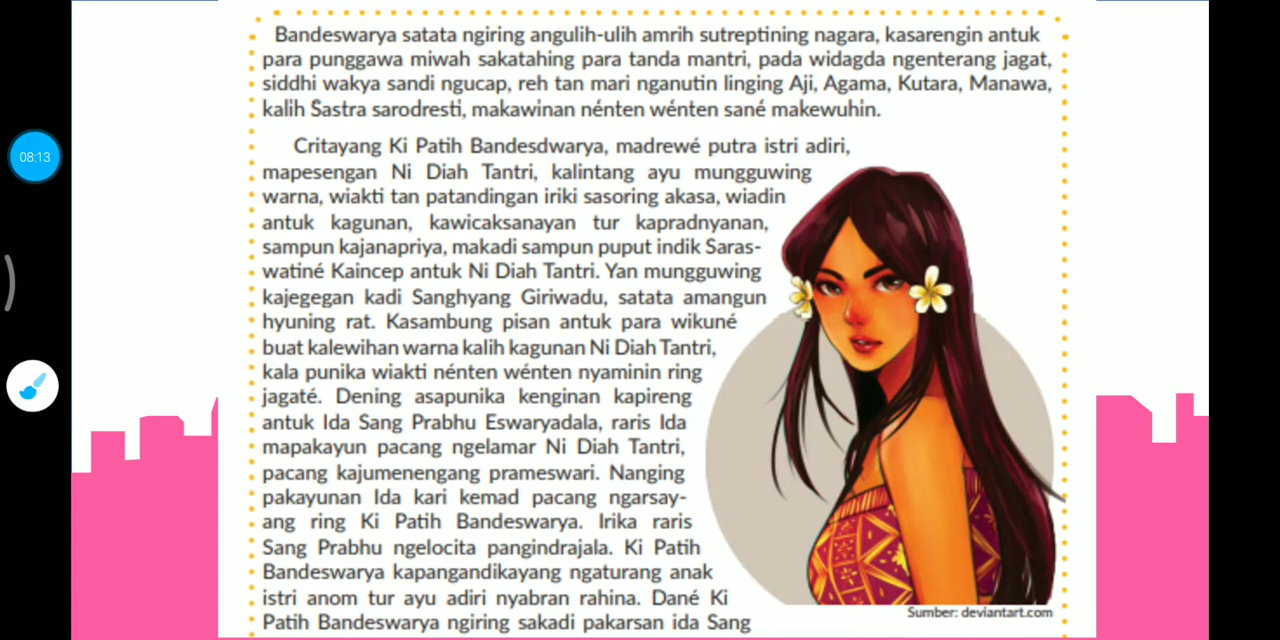 Bandeswarya satata ngiring angulih-ulih amrih sutreptining nagara, kasarengin antuk
para punggawa miwah sakatahing para tanda mantri, pada widagda ngenterang jagat,
siddhi wakya sandi ngucap, reh tan mari nganutin linging Aji, Agama, Kutara, Manawa,
kalih Sastra sarodresti, makawinan nénten wénten sané makewuhin.
Critayang Ki Patih Bandesdwarya, madrewé putra istri adiri,
mapesengan Ni Diah Tantri, kalintang ayu mungguwing
warna, wiakti tan patandingan iriki sasoring akasa, wiadin
antuk kagunan, kawicaksanayan tur kapradnyanan,
sampun kajanapriya, makadi sampun puput indik Saras-
watiné Kaincep antuk Ni Diah Tantri. Yan mungguwing
kajegegan kadi Sanghyang Giriwadu, satata amangun
hyuning rat. Kasambung pisan antuk para wikuné
buat kalewihan warna kalih kagunan Ni Diah Tantri,
kala punika wiakti nénten wénten nyaminin ring
jagaté. Dening asapunika kenginan kapireng
antuk Ida Sang Prabhu Eswaryadala, raris Ida
mapakayun pacang ngelamar Ni Diah Tantri,
pacang kajumenengang prameswari. Nanging
pakayunan Ida kari kemad pacang ngarsay-
ang ring Ki Patih Bandeswarya. Irika raris
Sang Prabhu ngelocita pangindrajala. Ki Patih
Bandeswarya kapangandikayang ngaturang anak
istri anom tur ayu adiri nyabran rahina. Dané Ki
Patih Bandeswarya ngiring sakadi pakarsan ida Sang
Sumber: deviantart.com
08:13